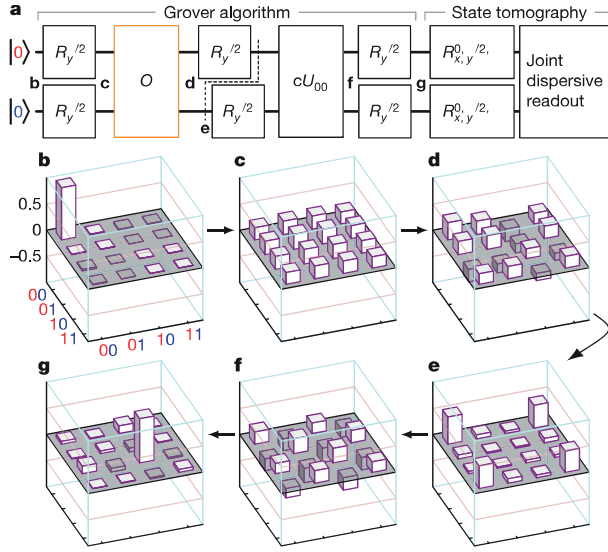 a Grover algorithm State tomography
|0⟩ R_y^/2 R_y^/2 R_y^/2 R_{x,y}^{0,/2,}
b c O d cU_00 f g Joint dispersive readout
e
|0⟩ R_y^/2 R_y^/2 R_y^/2 R_{x,y}^{0,/2,}
b c d
0.5
0
−0.5
00
01
10
11
00 01 10 11
g f e